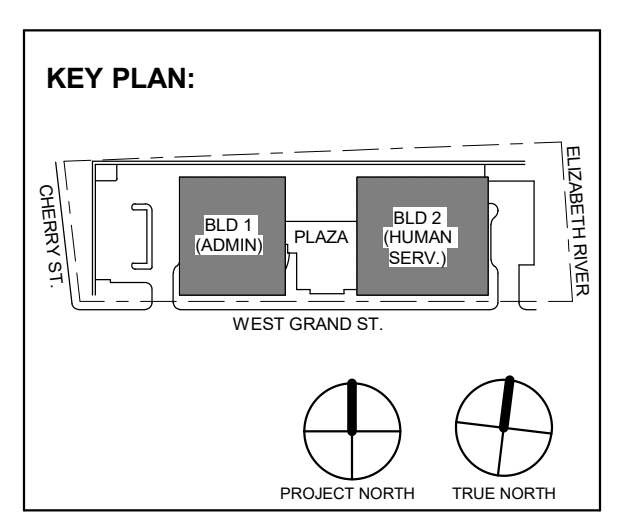 KEY PLAN:
CHERRY ST.
BLD 1
(ADMIN)
PLAZA
BLD 2
(HUMAN
SERV.)
ELIZABETH RIVER
WEST GRAND ST.
PROJECT NORTH
TRUE NORTH